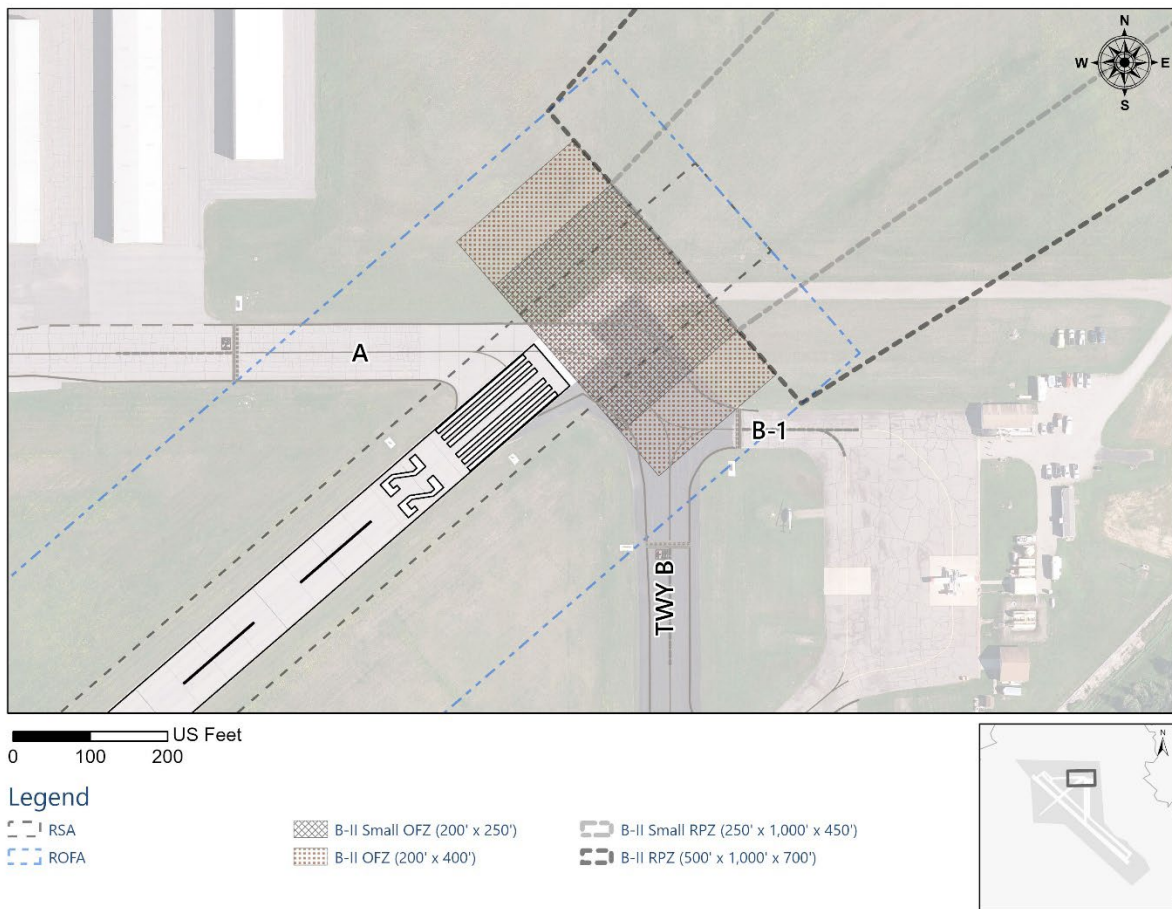 N
W E
S
A
B-1
22
TWY B
US Feet
0 100 200
N
Legend
RSA
ROFA
B-II Small OFZ (200' x 250')
B-II OFZ (200' x 400')
B-II Small RPZ (250' x 1,000' x 450')
B-II RPZ (500' x 1,000' x 700')